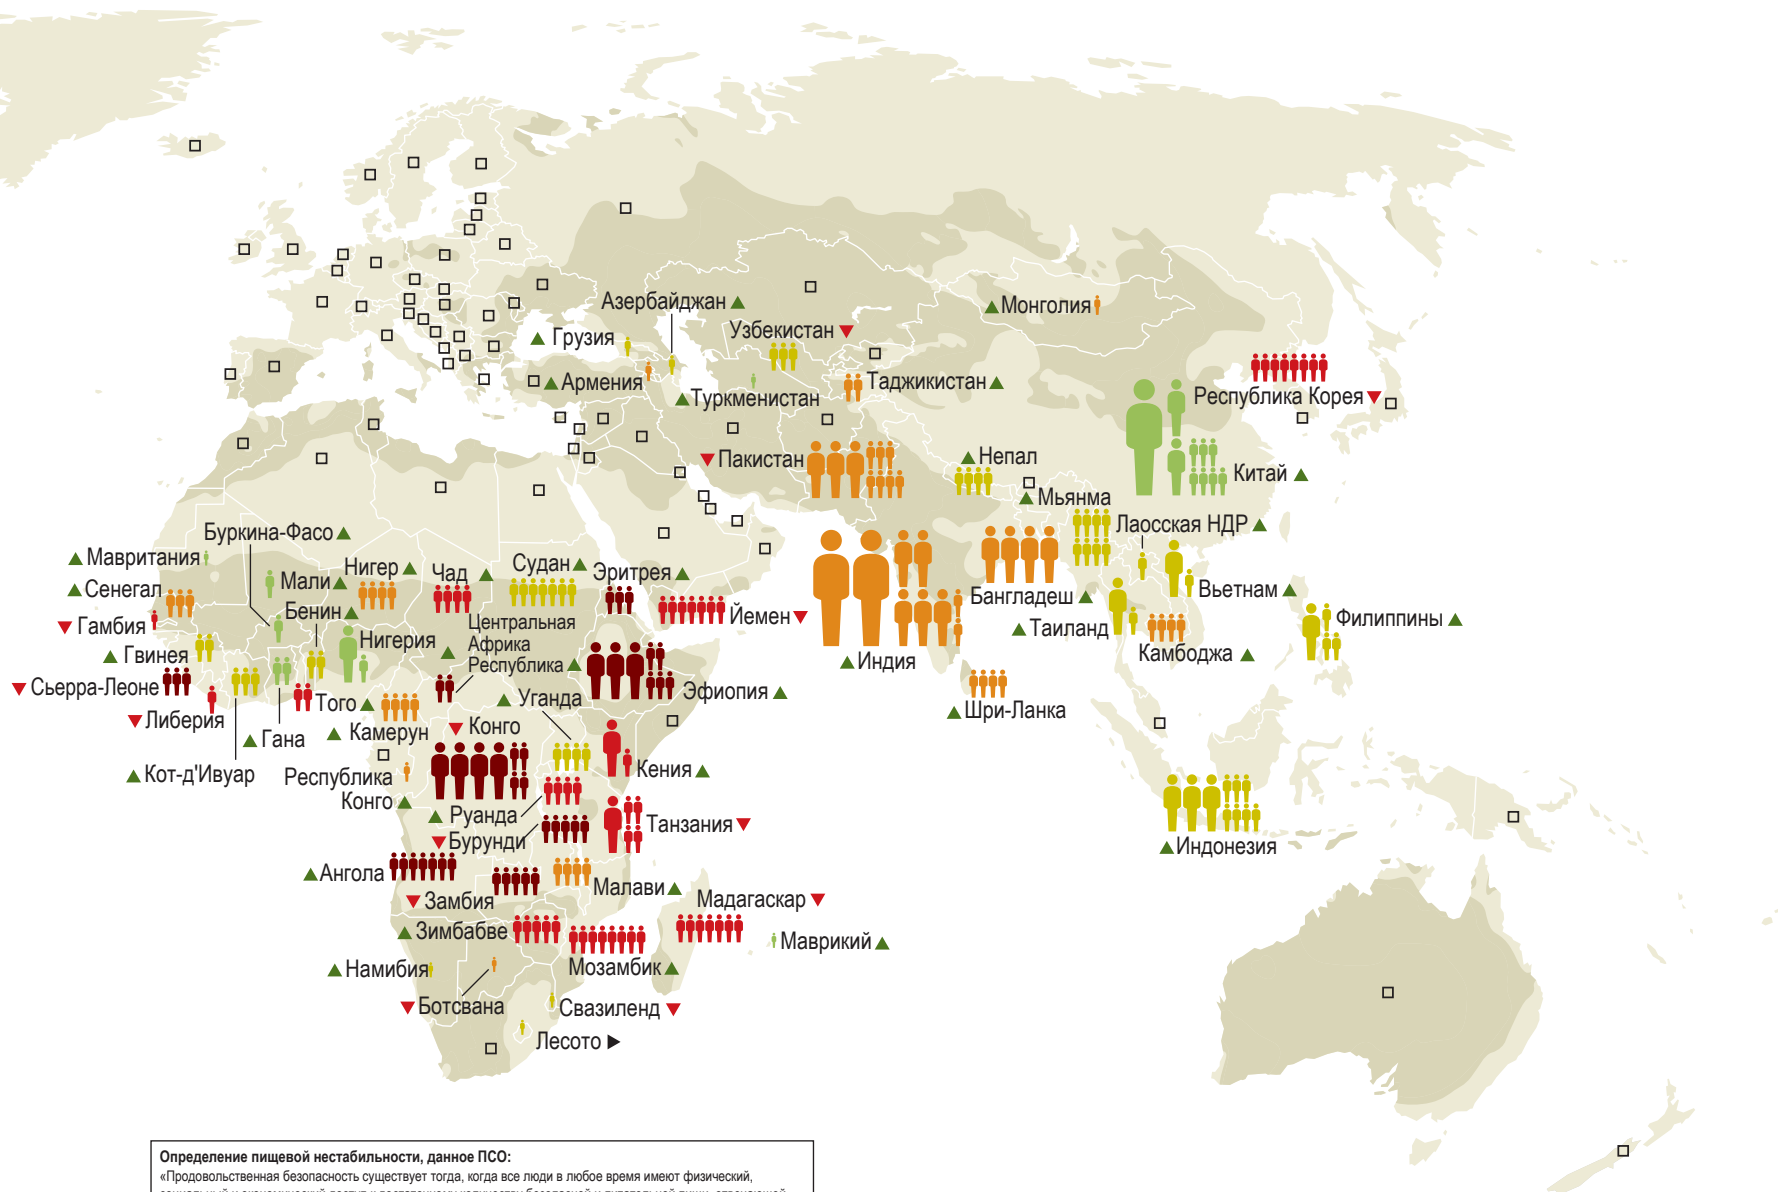 Азербайджан
Монголия
Узбекистан
Грузия
Армения
Таджикистан
Туркменистан
Республика Корея
Пакистан
Непал
Китай
Мьянма
Лаосская НДР
Буркина-Фасо
Мавритания
Сенегал
Мали
Нигер
Чад
Судан
Эритрея
Бенин
Гамбия
Гвинея
Нигерия
Центральная
Африка
Республика
Йемен
Бангладеш
Вьетнам
Таиланд
Филиппины
Камбоджа
Индия
Сьерра-Леоне
Либерия
Того
Уганда
Эфиопия
Шри-Ланка
Гана
Камерун
Конго
Кот-д'Ивуар
Республика
Конго
Кения
Руанда
Танзания
Бурунди
Индонезия
Ангола
Малави
Замбия
Мадагаскар
Зимбабве
Маврикий
Намибия
Мозамбик
Ботсвана
Свазиленд
Лесото
Определение пищевой нестабильности, данное ПСО:
«Продовольственная безопасность существует тогда, когда все люди в любое время имеют физический,